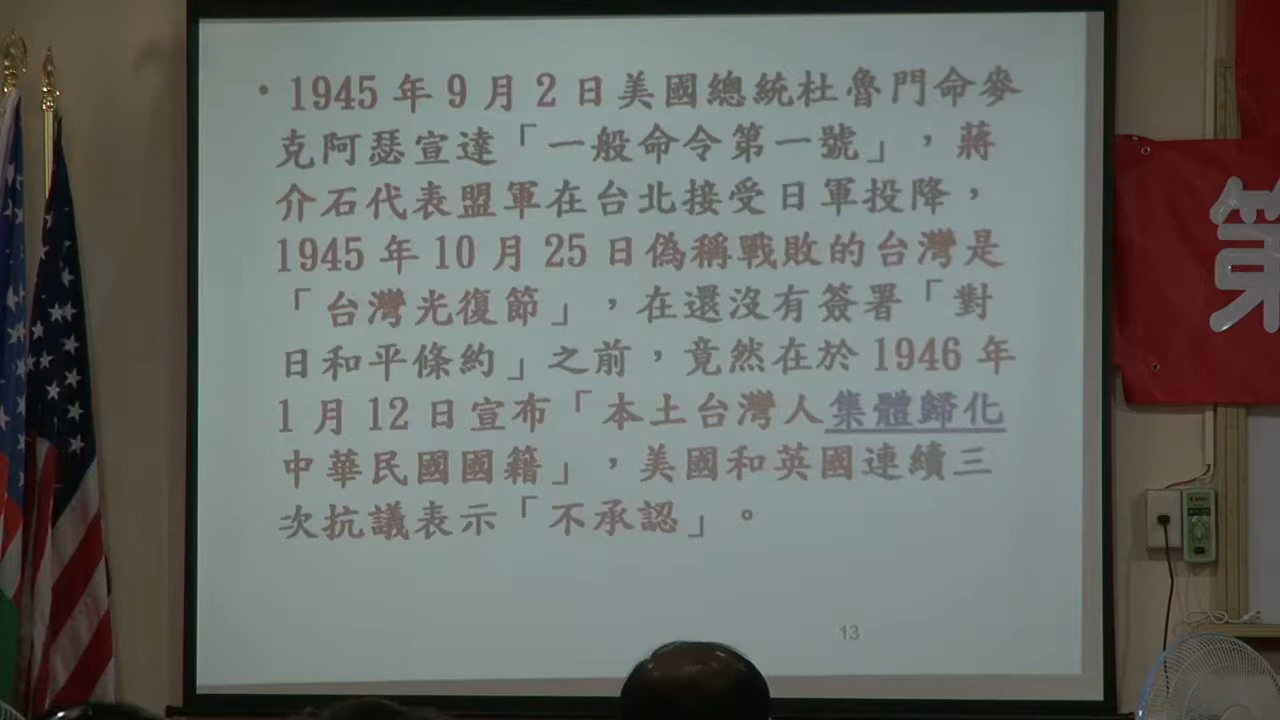 • 1945 年 9 月 2 日美國總統杜魯門命麥
克阿瑟宣達「一般命令第一號」，蔣
介石代表盟軍在台北接受日軍投降，
1945 年 10 月 25 日偽稱戰敗的台灣是
「台灣光復節」，在還沒有簽署「對
日和平條約」之前，竟然在於 1946 年
1 月 12 日宣布「本土台灣人集體歸化
中華民國國籍」，美國和英國連續三
次抗議表示「不承認」。
13
第